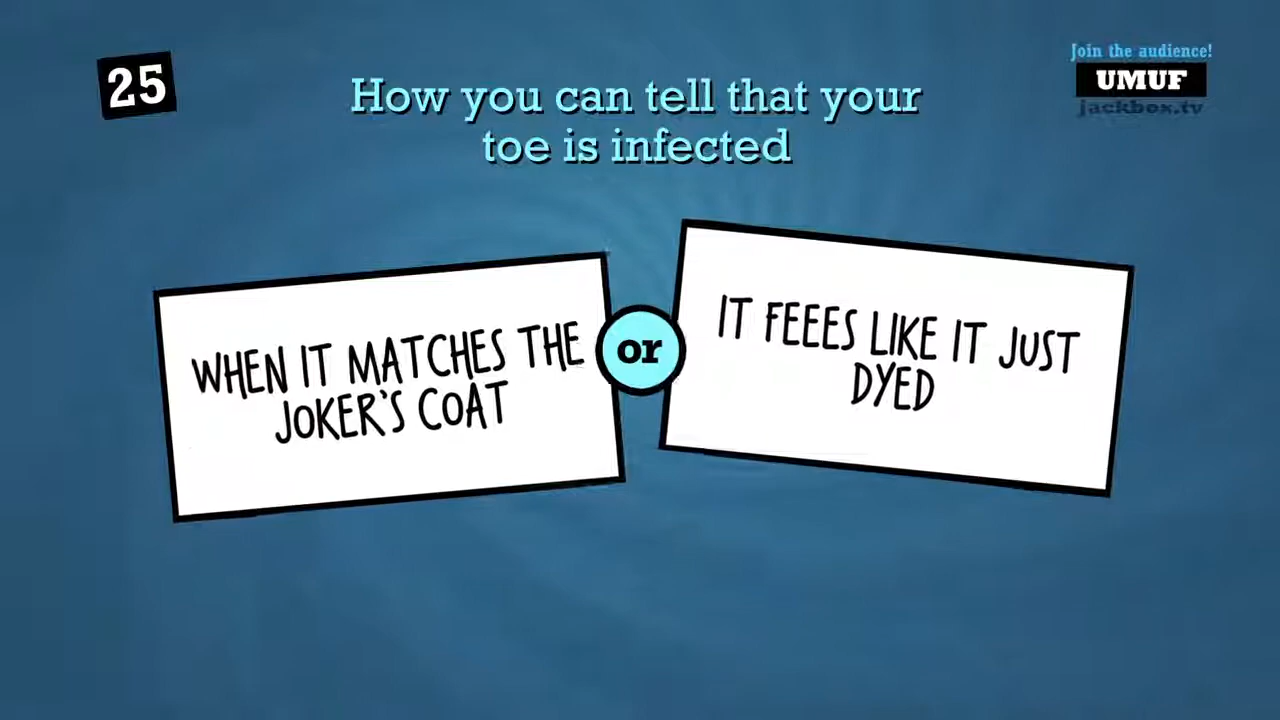 25
How you can tell that your
toe is infected
Join the audience!
UMUF
jackbox.tv
WHEN IT MATCHES THE
JOKER'S COAT
or
IT FEEES LIKE IT JUST
DYED